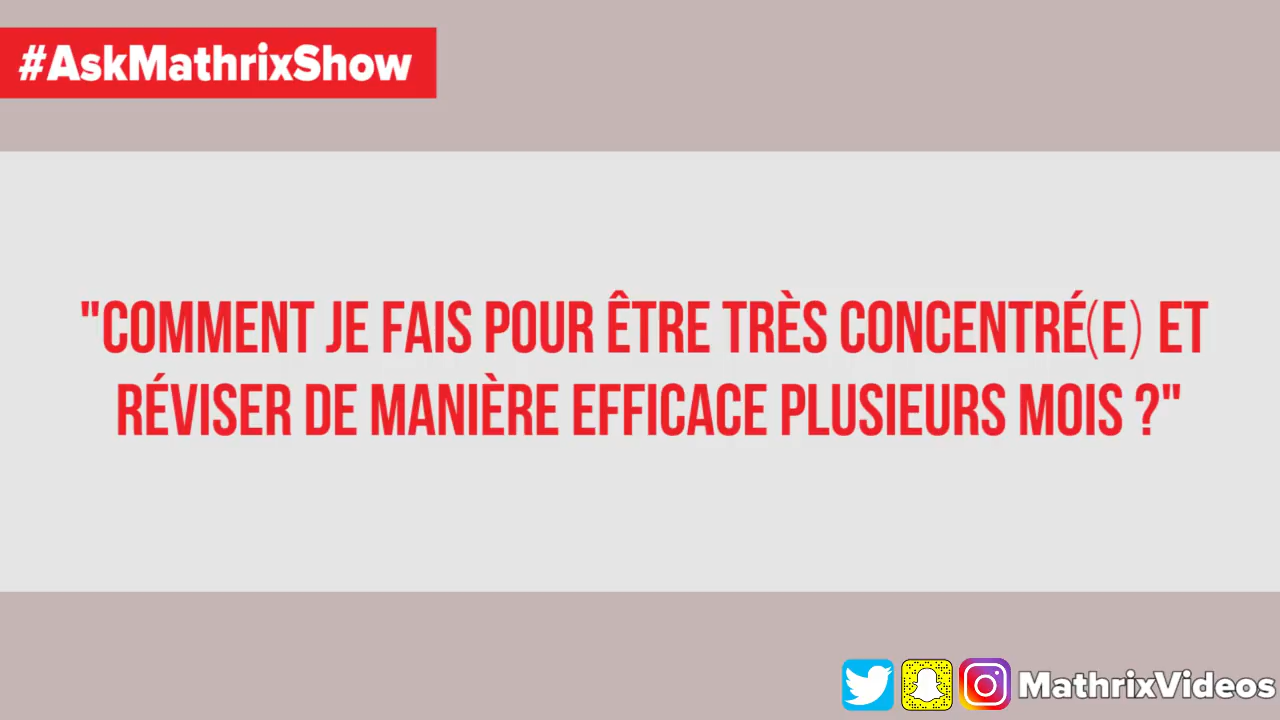 #AskMathrixShow
"COMMENT JE FAIS POUR ÊTRE TRÈS CONCENTRÉ(E) ET
RÉVISER DE MANIÈRE EFFICACE PLUSIEURS MOIS ?"
MathrixVideos